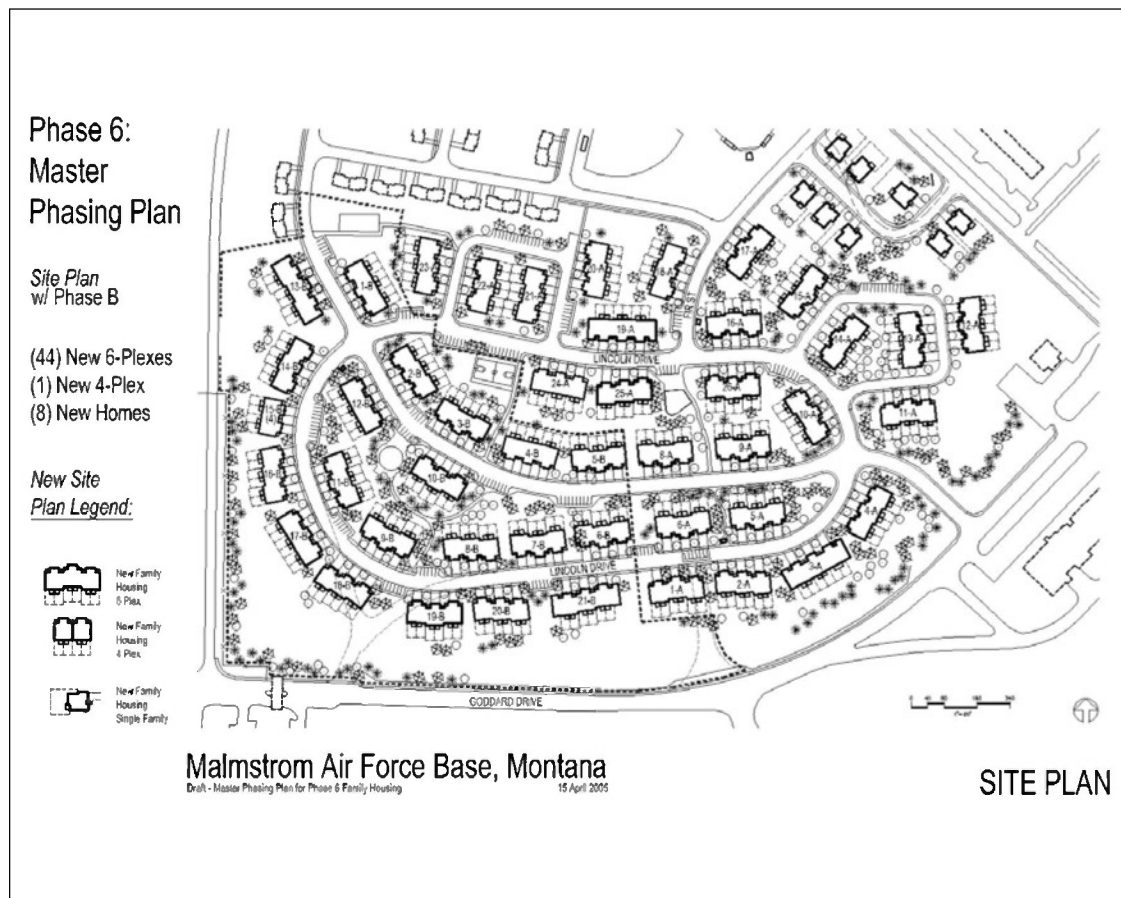 Phase 6:
Master
Phasing Plan
Site Plan
w/ Phase B
(44) New 6-Plexes
(1) New 4-Plex
(8) New Homes
New Site
Plan Legend:
New Family
Housing
6 Plex
New Family
Housing
4 Plex
New Family
Housing
Single Family
13-B
1-B
22-A
21-A
20-A
18-A
17-A
15-A
16-A
19-A
LINCOLN DRIVE
FIR ST
14-A
13-A
12-A
14-B
2-B
24-A
25-A
10-A
11-A
12-B
3-B
4-B
5-B
8-A
9-A
16-B
11-B
10-B
17-B
9-B
8-B
7-B
6-B
6-A
5-A
4-A
LINCOLN DRIVE
18-B
19-B
20-B
21-B
1-A
2-A
3-A
GODDARD DRIVE
Malmstrom Air Force Base, Montana
Draft - Master Phasing Plan for Phase 6 Family Housing
15 April 2005
SITE PLAN